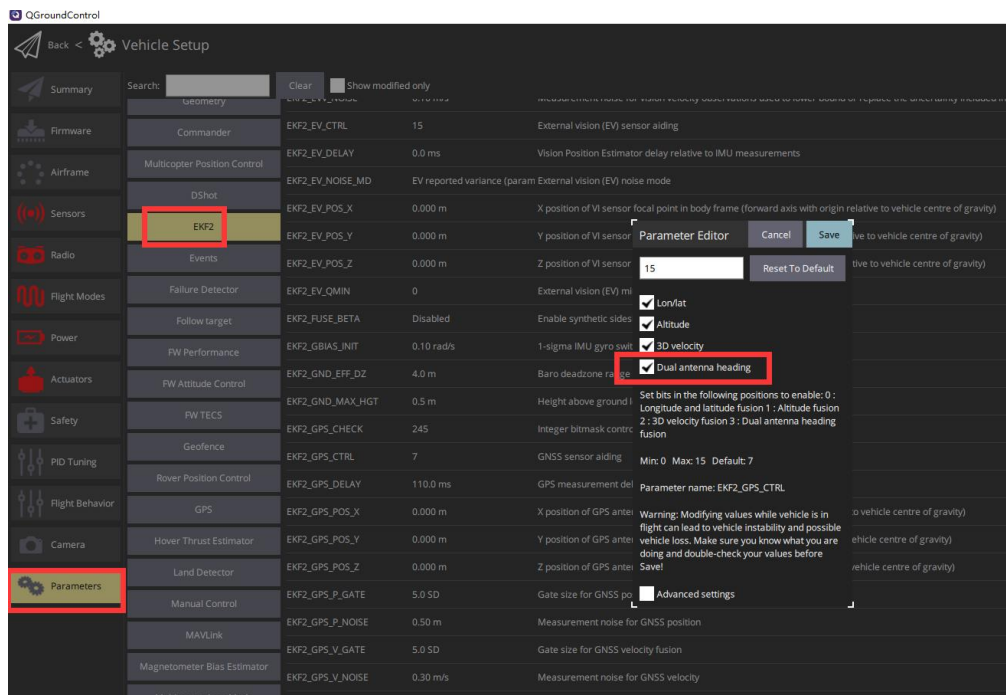 QGroundControl
Back < Vehicle Setup
Summary
Firmware
Airframe
Sensors
Radio
Flight Modes
Power
Actuators
Safety
PID Tuning
Flight Behavior
Camera
Parameters
Search: Clear Show modified only
Geometry
Commander
Multicopter Position Control
DShot
EKF2
Events
Failure Detector
Follow target
FW Performance
FW Attitude Control
FW TECS
Geofence
Rover Position Control
GPS
Hover Thrust Estimator
Land Detector
Manual Control
MAVLink
Magnetometer Bias Estimator
EKF2_EV_CTRL 15 External vision (EV) sensor aiding
EKF2_EV_DELAY 0.0 ms Vision Position Estimator delay relative to IMU measurements
EKF2_EV_NOISE_MD EV reported variance (param External vision (EV) noise mode
EKF2_EV_POS_X 0.000 m X position of VI sensor focal point in body frame (forward axis with origin relative to vehicle centre of gravity)
EKF2_EV_POS_Y 0.000 m Y position of VI sensor ive to vehicle centre of gravity)
EKF2_EV_POS_Z 0.000 m Z position of VI sensor tive to vehicle centre of gravity)
EKF2_EV_QMIN 0 External vision (EV) mi
EKF2_FUSE_BETA Disabled Enable synthetic sides
EKF2_GBIAS_INIT 0.10 rad/s 1-sigma IMU gyro swit
EKF2_GND_EFF_DZ 4.0 m Baro deadzone range
EKF2_GND_MAX_HGT 0.5 m Height above ground l
EKF2_GPS_CHECK 245 Integer bitmask contro
EKF2_GPS_CTRL 7 GNSS sensor aiding
EKF2_GPS_DELAY 110.0 ms GPS measurement del
EKF2_GPS_POS_X 0.000 m X position of GPS anten to vehicle centre of gravity)
EKF2_GPS_POS_Y 0.000 m Y position of GPS anten ehicle centre of gravity)
EKF2_GPS_POS_Z 0.000 m Z position of GPS anten vehicle centre of gravity)
EKF2_GPS_P_GATE 5.0 SD Gate size for GNSS po
EKF2_GPS_P_NOISE 0.50 m Measurement noise for GNSS position
EKF2_GPS_V_GATE 5.0 SD Gate size for GNSS velocity fusion
EKF2_GPS_V_NOISE 0.30 m/s Measurement noise for GNSS velocity
Parameter Editor Cancel Save
15 Reset To Default
Lon/lat
Altitude
3D velocity
Dual antenna heading
Set bits in the following positions to enable: 0 :
Longitude and latitude fusion 1 : Altitude fusion
2 : 3D velocity fusion 3 : Dual antenna heading
fusion
Min: 0 Max: 15 Default: 7
Parameter name: EKF2_GPS_CTRL
Warning: Modifying values while vehicle is in
flight can lead to vehicle instability and possible
vehicle loss. Make sure you know what you are
doing and double-check your values before
Save!
Advanced settings